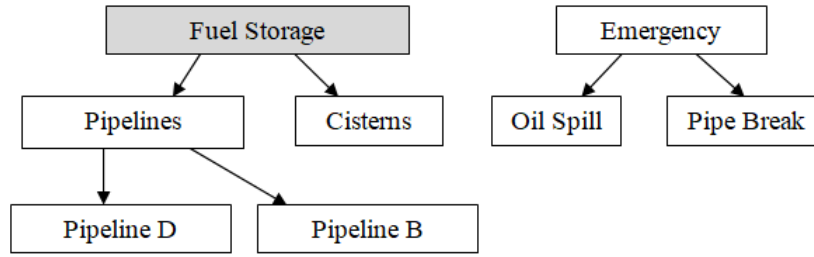 Fuel Storage
Emergency
Pipelines
Cisterns
Oil Spill
Pipe Break
Pipeline D
Pipeline B